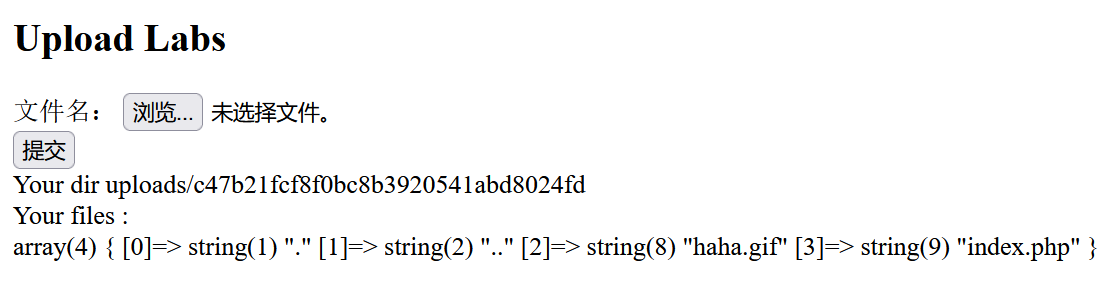 Upload Labs
文件名： 浏览... 未选择文件。
提交
Your dir uploads/c47b21fcf8f0bc8b3920541abd8024fd
Your files :
array(4) { [0]=> string(1) "." [1]=> string(2) ".." [2]=> string(8) "haha.gif" [3]=> string(9) "index.php" }